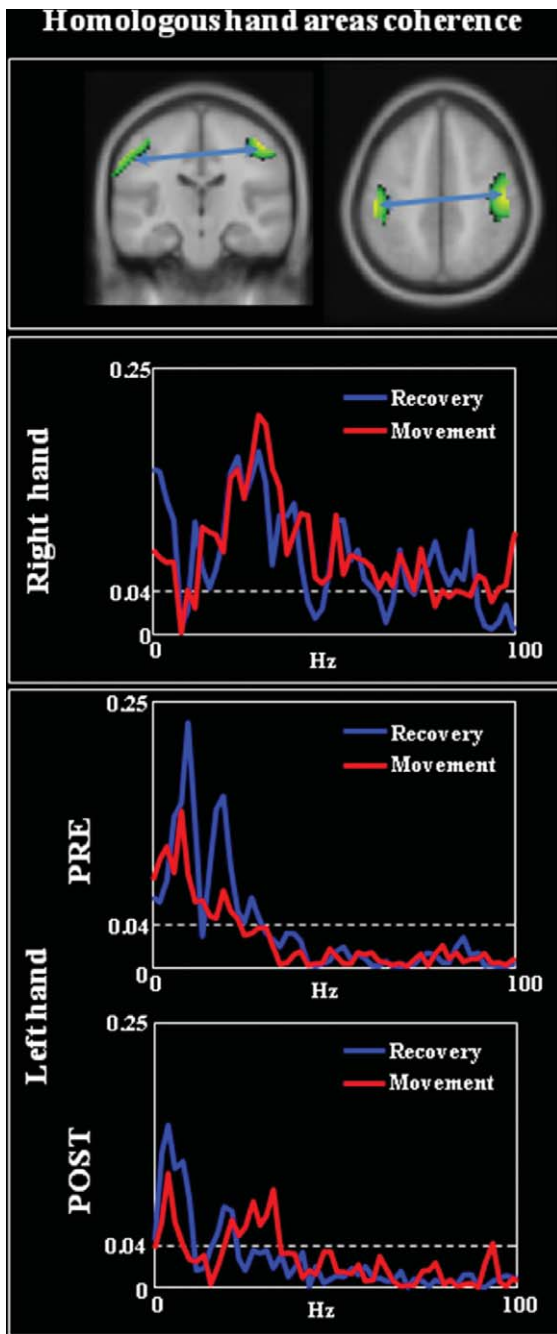 Homologous hand areas coherence
Right hand
0.25
Recovery
Movement
0.04
0
0
Hz
100
Left hand
PRE
0.25
Recovery
Movement
0.04
0
0
Hz
100
POST
0.25
Recovery
Movement
0.04
0
0
Hz
100